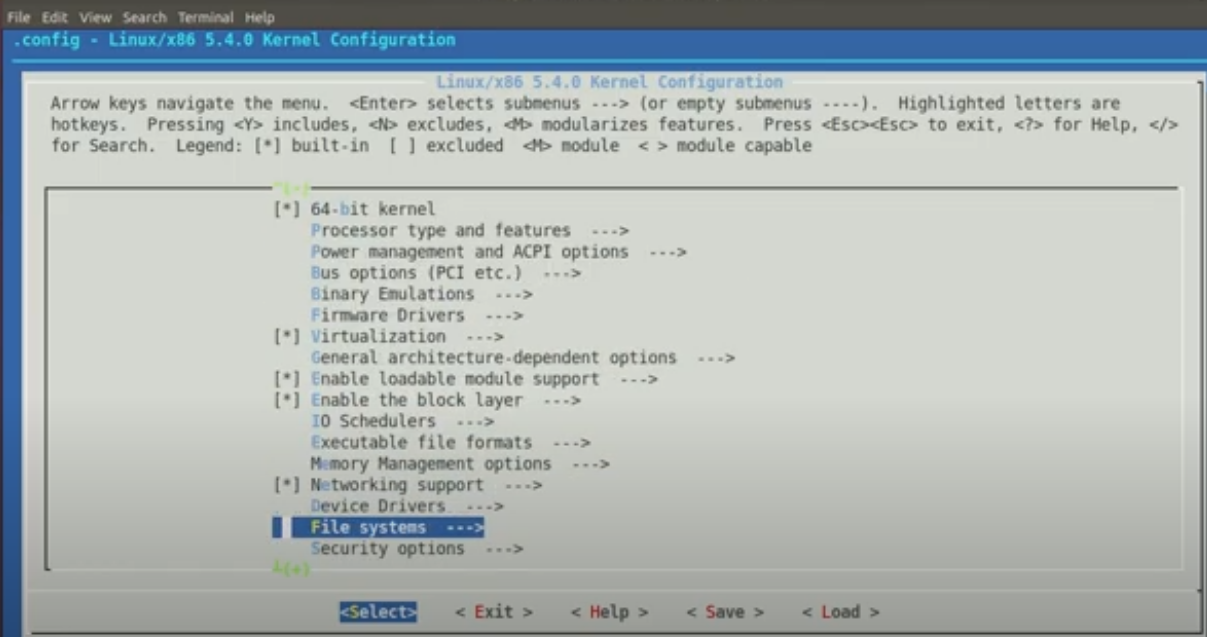 File Edit View Search Terminal Help
.config - Linux/x86 5.4.0 Kernel Configuration
Linux/x86 5.4.0 Kernel Configuration
Arrow keys navigate the menu.  <Enter> selects submenus ---> (or empty submenus ----).  Highlighted letters are
hotkeys.  Pressing <Y> includes, <N> excludes, <M> modularizes features.  Press <Esc><Esc> to exit, <?> for Help, </>
for Search.  Legend: [*] built-in  [ ] excluded  <M> module  < > module capable
^(-)
[*] 64-bit kernel
Processor type and features  --->
Power management and ACPI options  --->
Bus options (PCI etc.)  --->
Binary Emulations  --->
Firmware Drivers  --->
[*] Virtualization  --->
General architecture-dependent options  --->
[*] Enable loadable module support  --->
[*] Enable the block layer  --->
IO Schedulers  --->
Executable file formats  --->
Memory Management options  --->
[*] Networking support  --->
Device Drivers  --->
File systems  --->
Security options  --->
┴(+)
<Select>    < Exit >    < Help >    < Save >    < Load >